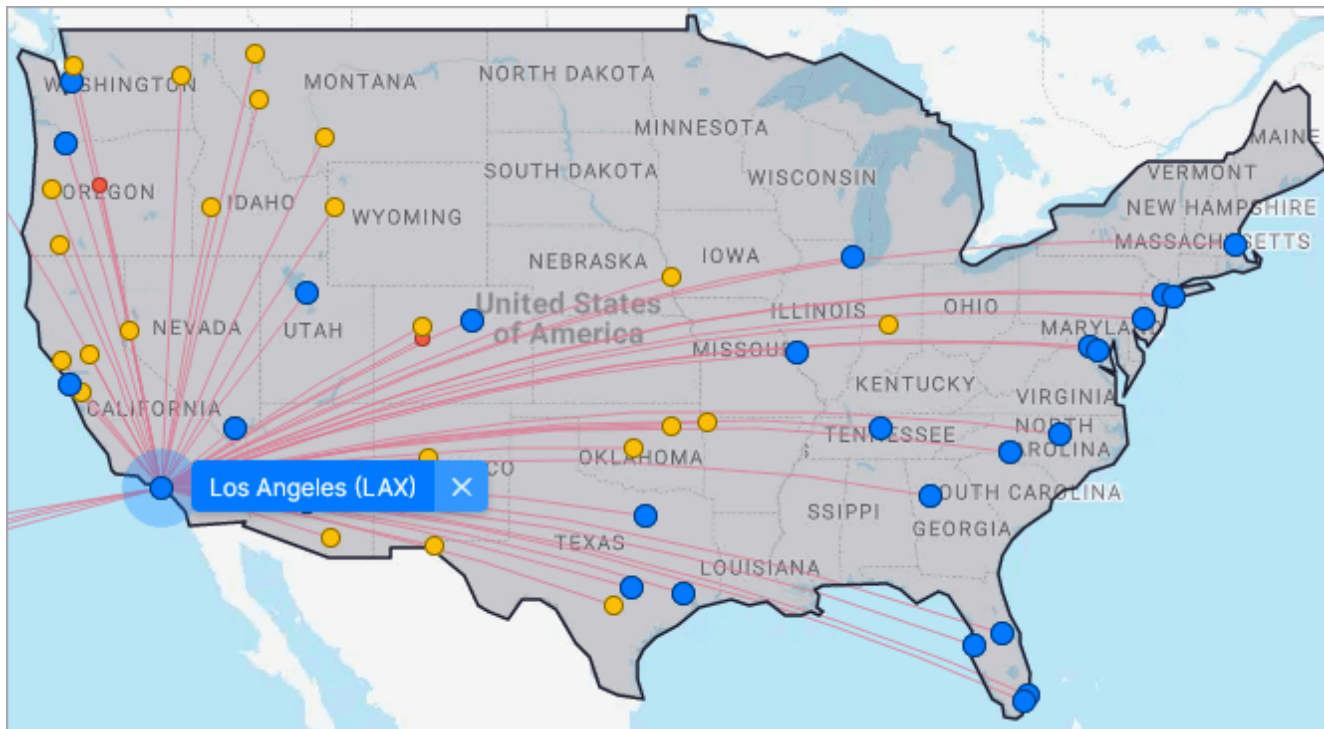 WASHINGTON
MONTANA
NORTH DAKOTA
MINNESOTA
MAINE
OREGON
IDAHO
WYOMING
SOUTH DAKOTA
WISCONSIN
VERMONT
NEW HAMPSHIRE
MASSACHUSETTS
NEBRASKA
IOWA
NEVADA
UTAH
United States
of America
ILLINOIS
OHIO
MARYLAND
MISSOU
KENTUCKY
VIRGINIA
CALIFORNIA
TENNESSEE
NORTH
CAROLINA
OKLAHOMA
CO
S
Los Angeles (LAX)
SOUTH CAROLINA
SSIPPI
GEORGIA
TEXAS
LOUISIANA